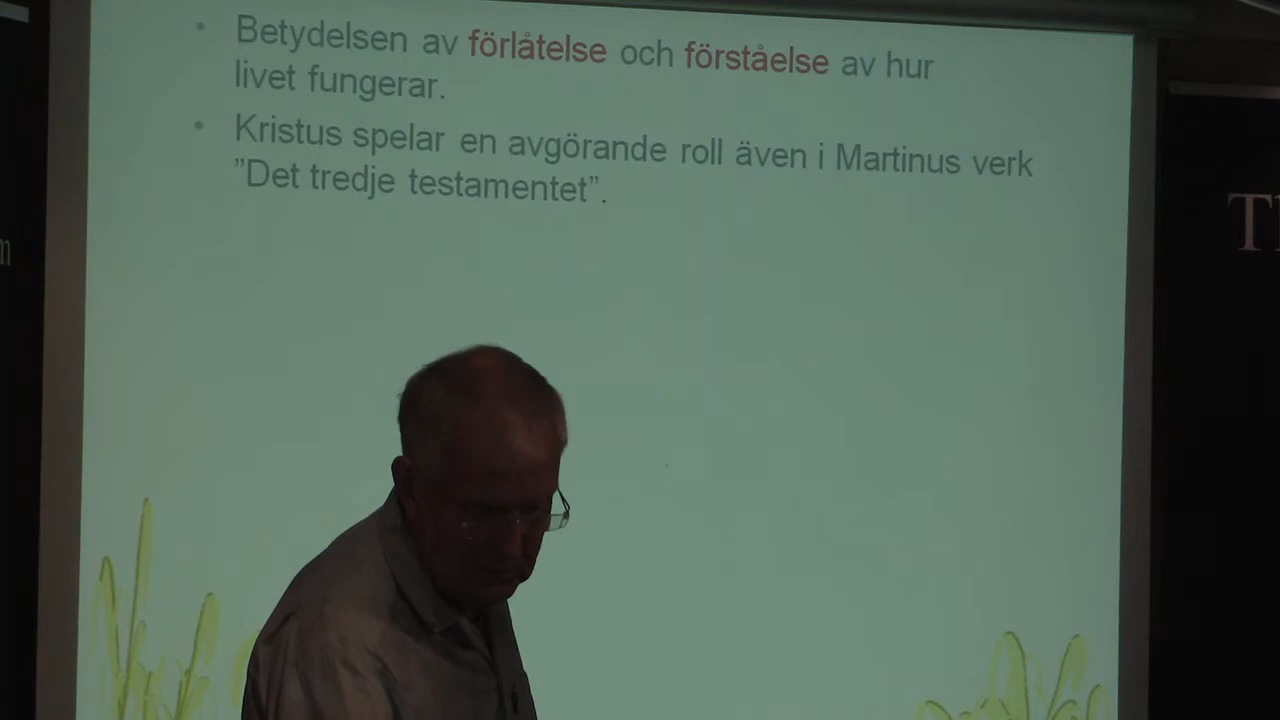 • Betydelsen av förlåtelse och förståelse av hur
livet fungerar.
• Kristus spelar en avgörande roll även i Martinus verk
”Det tredje testamentet”.
m
T